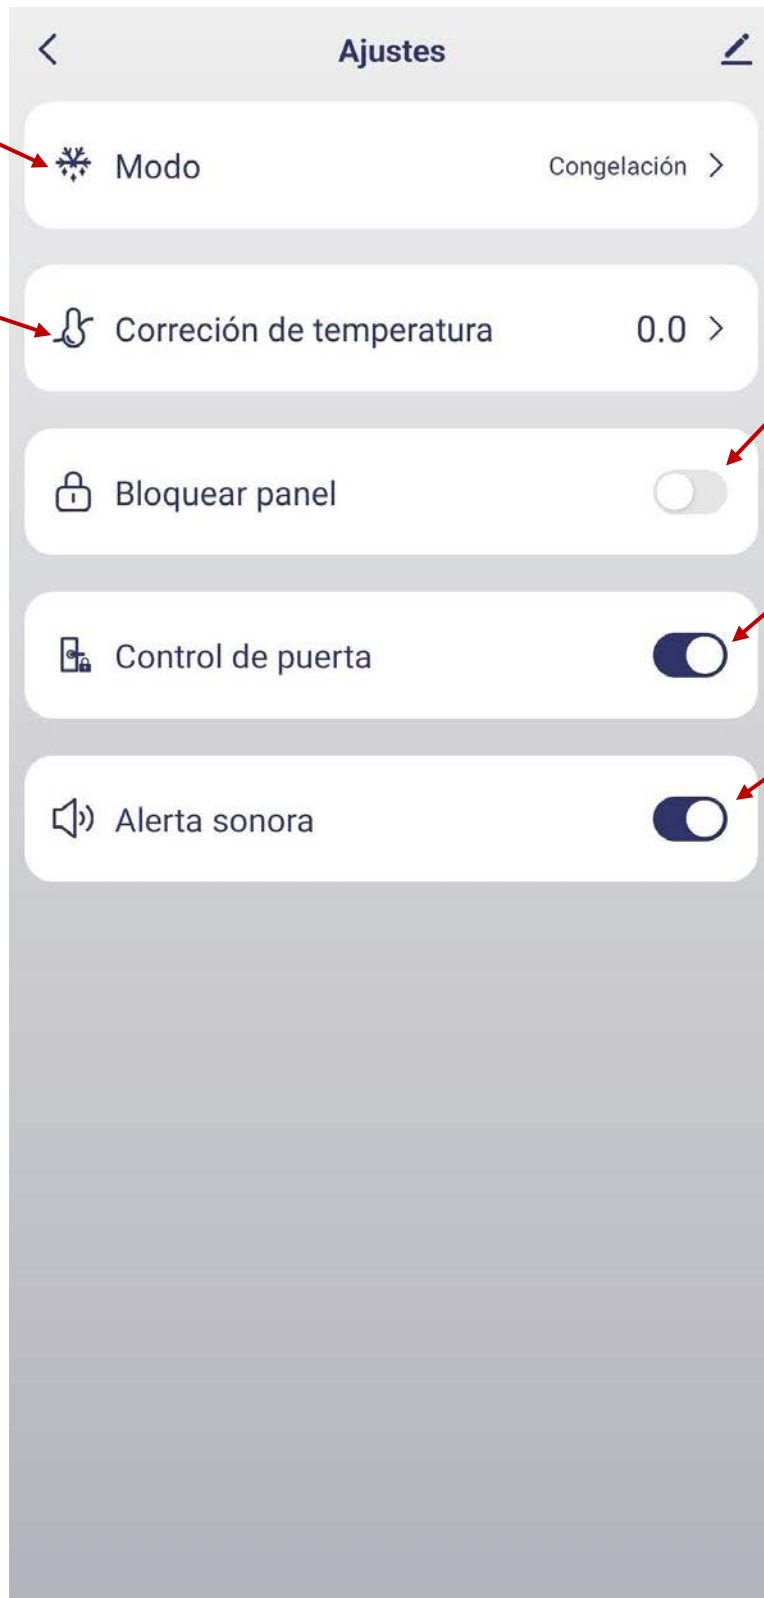 Ajustes
Modo
Congelación
Correción de temperatura
0.0
Bloquear panel
Control de puerta
Alerta sonora